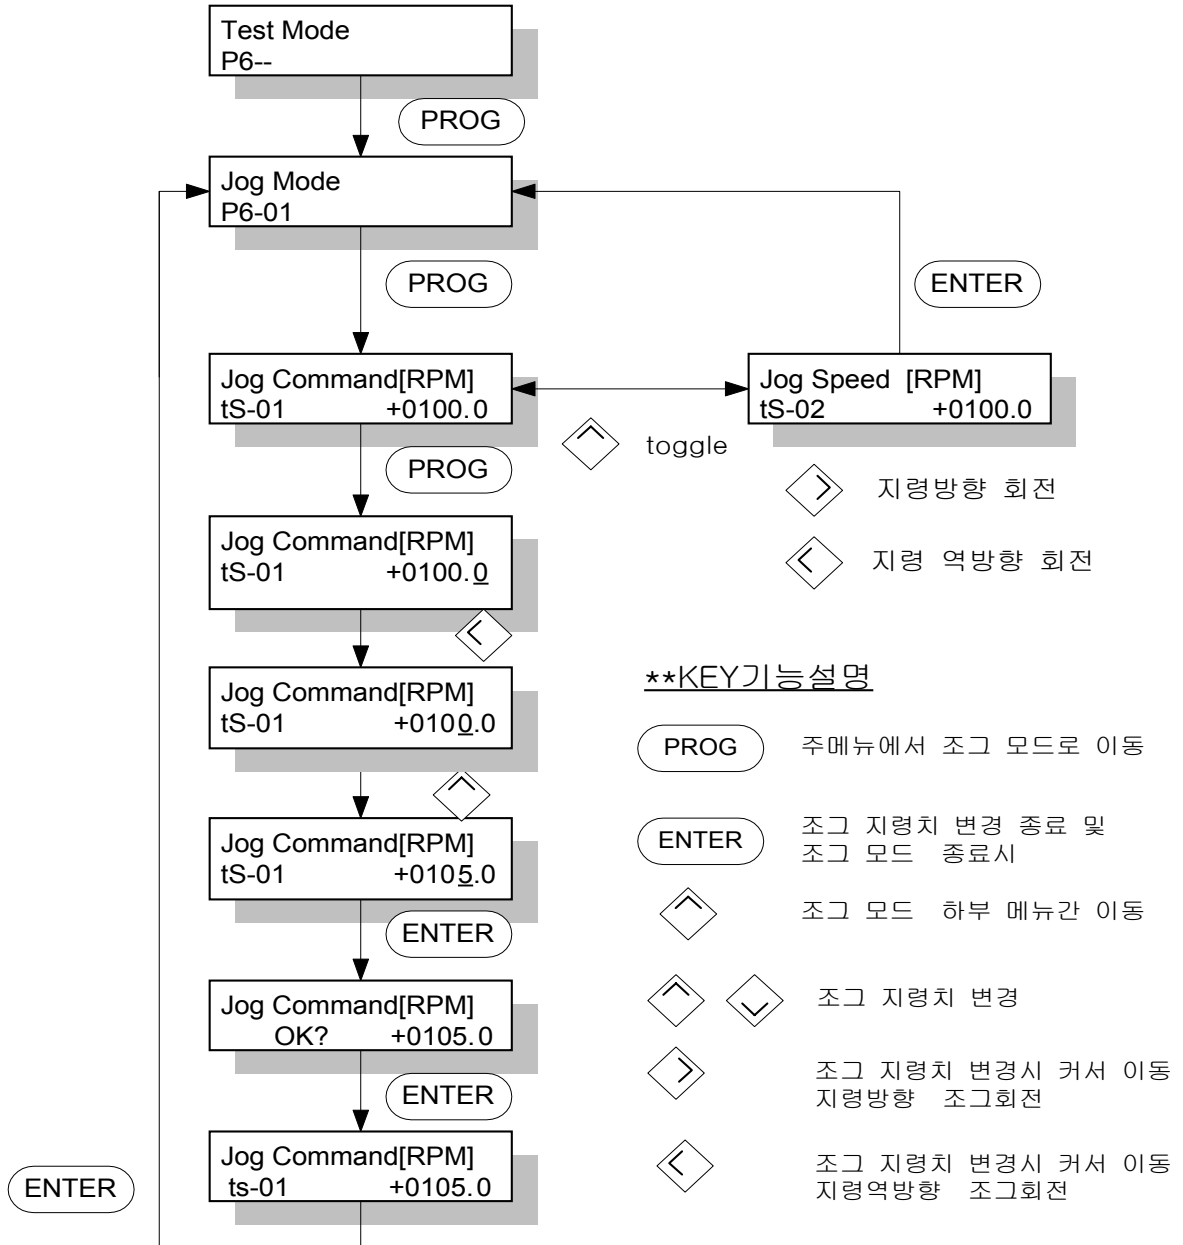 Test Mode
P6--
PROG
Jog Mode
P6-01
PROG
ENTER
Jog Command[RPM]
tS-01 +0100.0
Jog Speed [RPM]
tS-02 +0100.0
toggle
PROG
지령방향 회전
Jog Command[RPM]
tS-01 +0100.0
지령 역방향 회전
Jog Command[RPM]
tS-01 +0100.0
**KEY기능설명
PROG 주메뉴에서 조그 모드로 이동
Jog Command[RPM]
tS-01 +0105.0
ENTER 조그 지령치 변경 종료 및
조그 모드 종료시
ENTER
조그 모드 하부 메뉴간 이동
Jog Command[RPM]
OK? +0105.0
조그 지령치 변경
ENTER
조그 지령치 변경시 커서 이동
지령방향 조그회전
Jog Command[RPM]
ts-01 +0105.0
조그 지령치 변경시 커서 이동
지령역방향 조그회전
ENTER